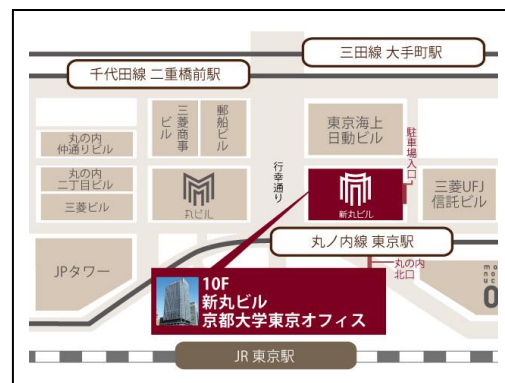 三田線 大手町駅
千代田線 二重橋前駅
三菱商事
ビル
郵船ビル
東京海上
日動ビル
駐車場入口
丸の内
仲通りビル
丸の内
二丁目ビル
三菱ビル
丸ビル
行幸通り
新丸ビル
三菱UFJ
信託ビル
丸ノ内線 東京駅
丸の内
北口
JPタワー
10F
新丸ビル
京都大学東京オフィス
JR 東京駅